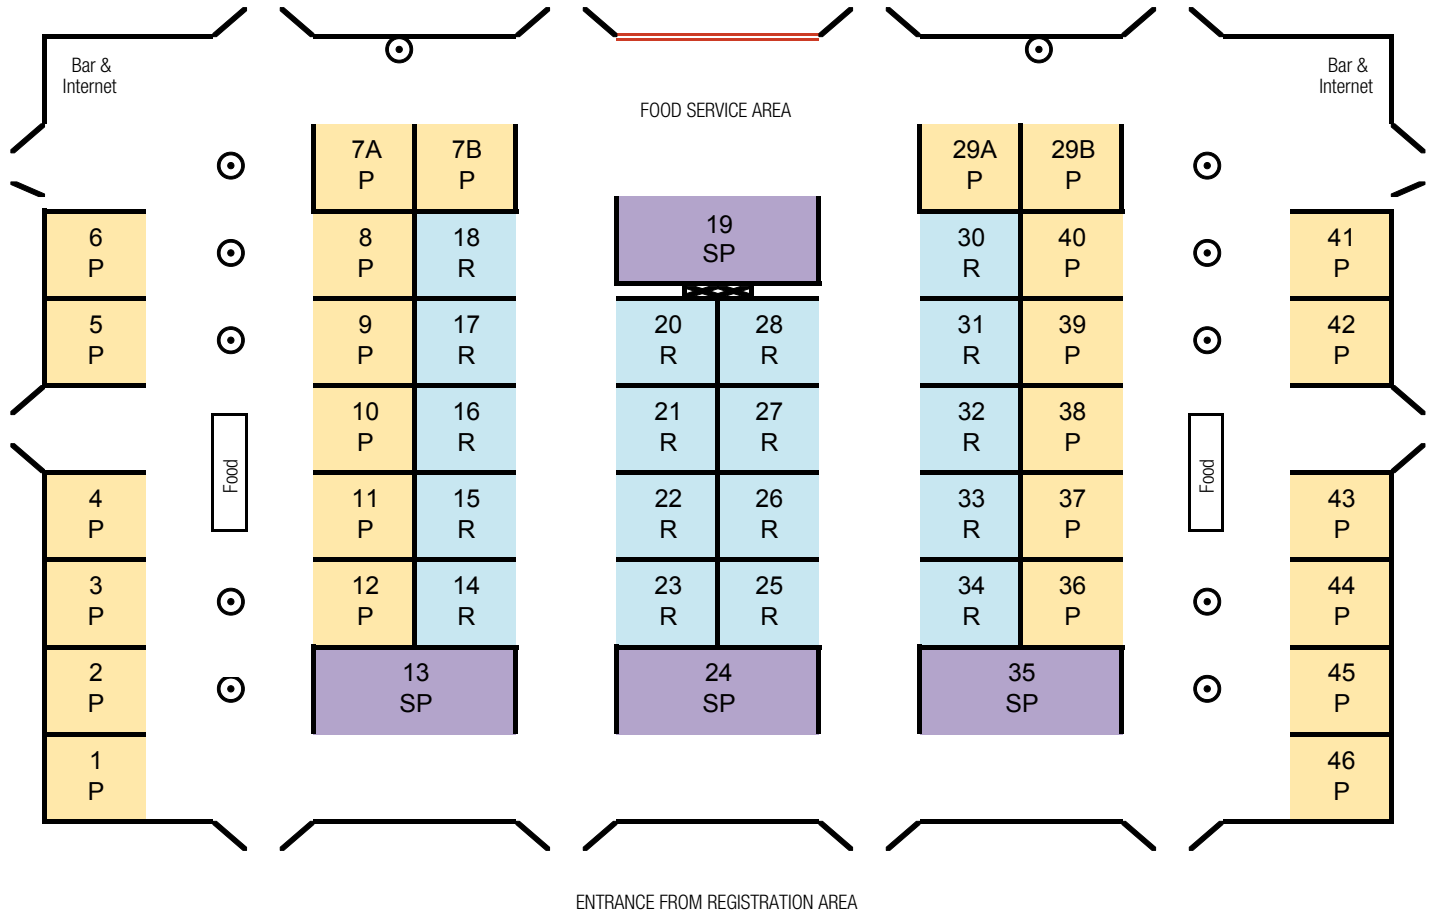 Bar &
Internet
Bar &
Internet
FOOD SERVICE AREA
7A
P
7B
P
29A
P
29B
P
6
P
8
P
18
R
19
SP
30
R
40
P
41
P
5
P
9
P
17
R
20
R
28
R
31
R
39
P
42
P
10
P
16
R
21
R
27
R
32
R
38
P
Food
Food
4
P
11
P
15
R
22
R
26
R
33
R
37
P
43
P
3
P
12
P
14
R
23
R
25
R
34
R
36
P
44
P
2
P
13
SP
24
SP
35
SP
45
P
1
P
46
P
ENTRANCE FROM REGISTRATION AREA